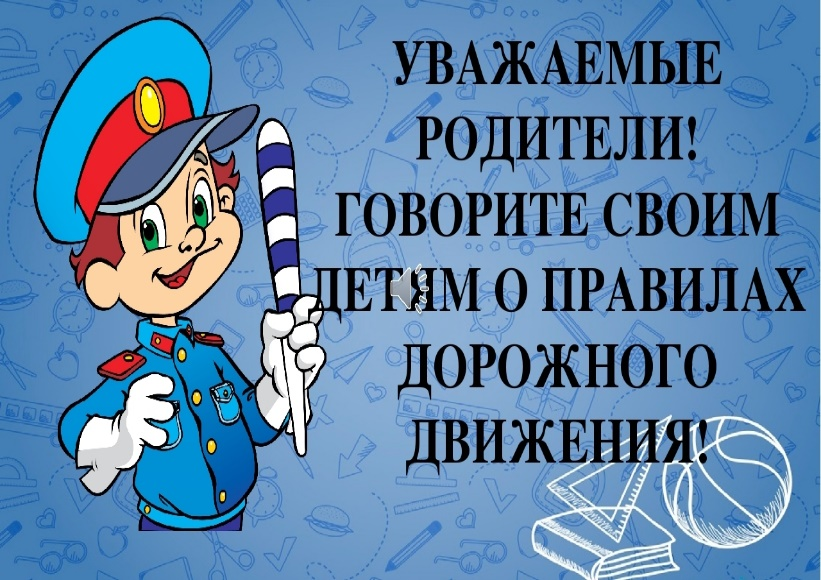 УВАЖАЕМЫЕ
РОДИТЕЛИ!
ГОВОРИТЕ СВОИМ
ДЕТЯМ О ПРАВИЛАХ
ДОРОЖНОГО
ДВИЖЕНИЯ!